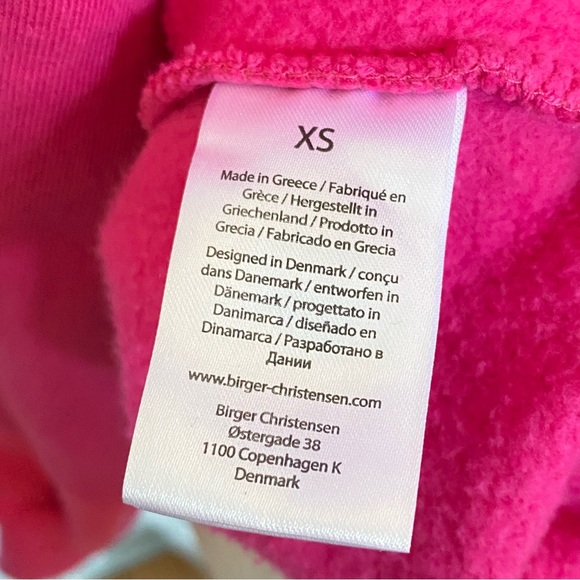 XS
Made in Greece / Fabriqué en
Grèce / Hergestellt in
Griechenland / Prodotto in
Grecia / Fabricado en Grecia
Designed in Denmark / conçu
dans Danemark / entworfen in
Dänemark / progettato in
Danimarca / diseñado en
Dinamarca / Разработано в
Дании
www.birger-christensen.com
Birger Christensen
Østergade 38
1100 Copenhagen K
Denmark